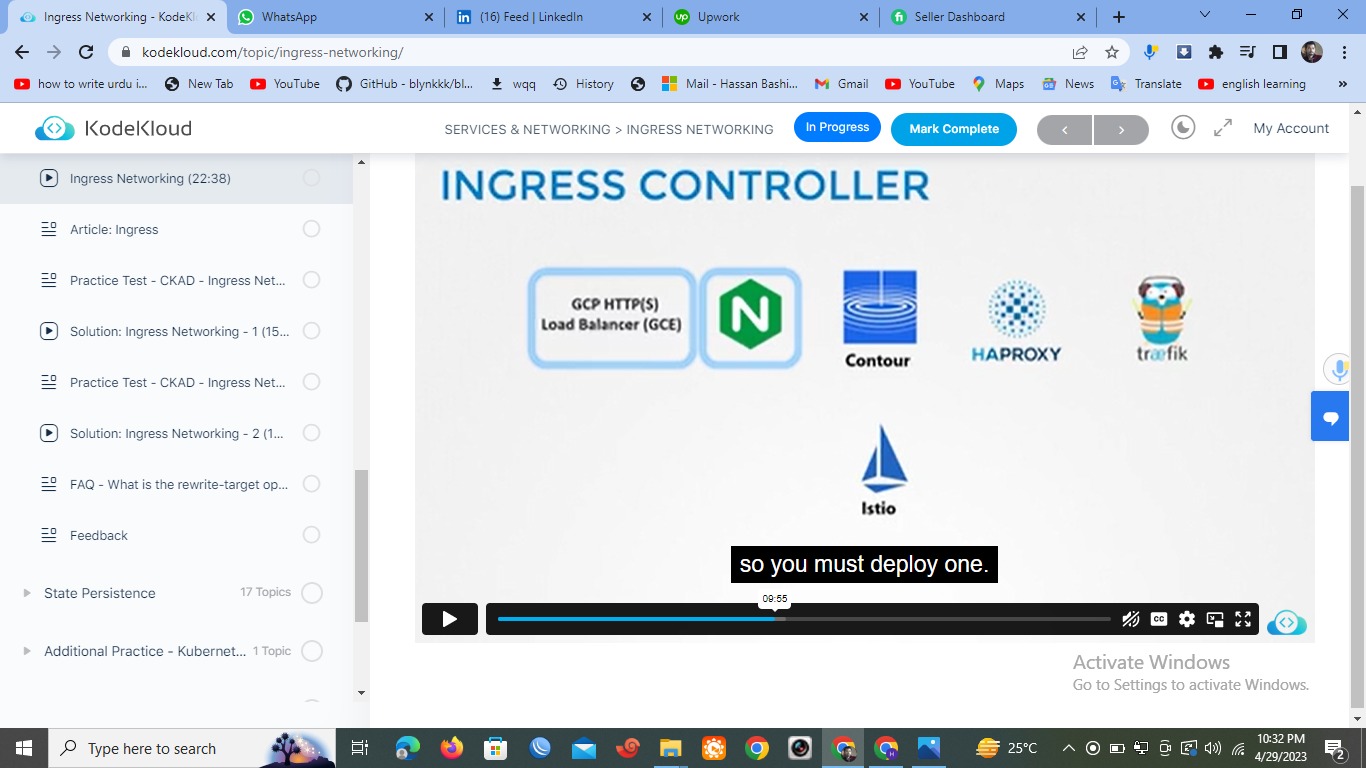 Ingress Networking - KodeKl
WhatsApp
(16) Feed | LinkedIn
Upwork
Seller Dashboard
kodekloud.com/topic/ingress-networking/
how to write urdu i...
New Tab
YouTube
GitHub - blynkkk/bl...
wqq
History
Mail - Hassan Bashi...
Gmail
YouTube
Maps
News
Translate
english learning
»
KodeKloud
SERVICES & NETWORKING > INGRESS NETWORKING
In Progress
Mark Complete
My Account
Ingress Networking (22:38)
Article: Ingress
Practice Test - CKAD - Ingress Net...
Solution: Ingress Networking - 1 (15...
Practice Test - CKAD - Ingress Net...
Solution: Ingress Networking - 2 (1...
FAQ - What is the rewrite-target op...
Feedback
State Persistence
17 Topics
Additional Practice - Kubernet...
1 Topic
INGRESS CONTROLLER
GCP HTTP(S)
Load Balancer (GCE)
N
Contour
HAPROXY
træfik
Istio
so you must deploy one.
09:55
CC
Activate Windows
Go to Settings to activate Windows.
Type here to search
25°C
10:32 PM
4/29/2023
2